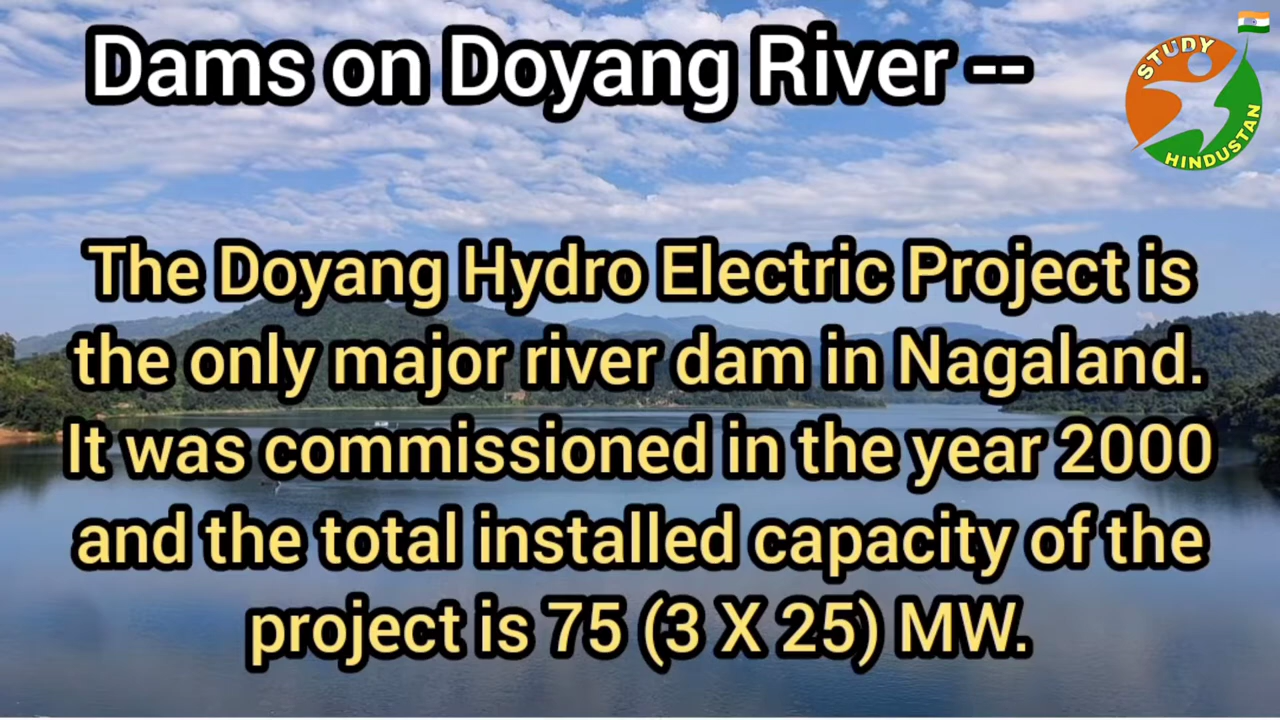 Dams on Doyang River --
STUDY
HINDUSTAN
The Doyang Hydro Electric Project is
the only major river dam in Nagaland.
It was commissioned in the year 2000
and the total installed capacity of the
project is 75 (3 X 25) MW.